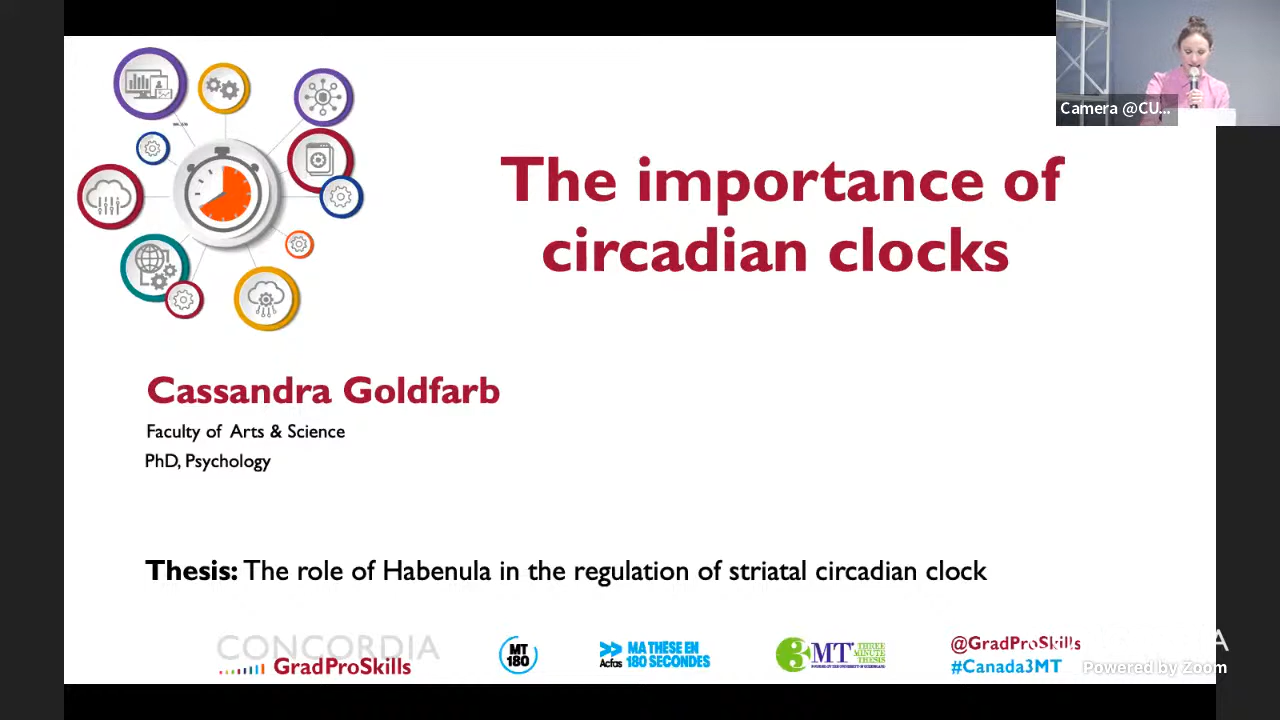 Camera @CU...
The importance of
circadian clocks
Cassandra Goldfarb
Faculty of Arts & Science
PhD, Psychology
Thesis: The role of Habenula in the regulation of striatal circadian clock
CONCORDIA
GradProSkills
MT
180
Acfas
MA THÈSE EN
180 SECONDES
3MT
THREE
MINUTE
THESIS
@GradProSkills
#Canada3MT
Powered by Zoom